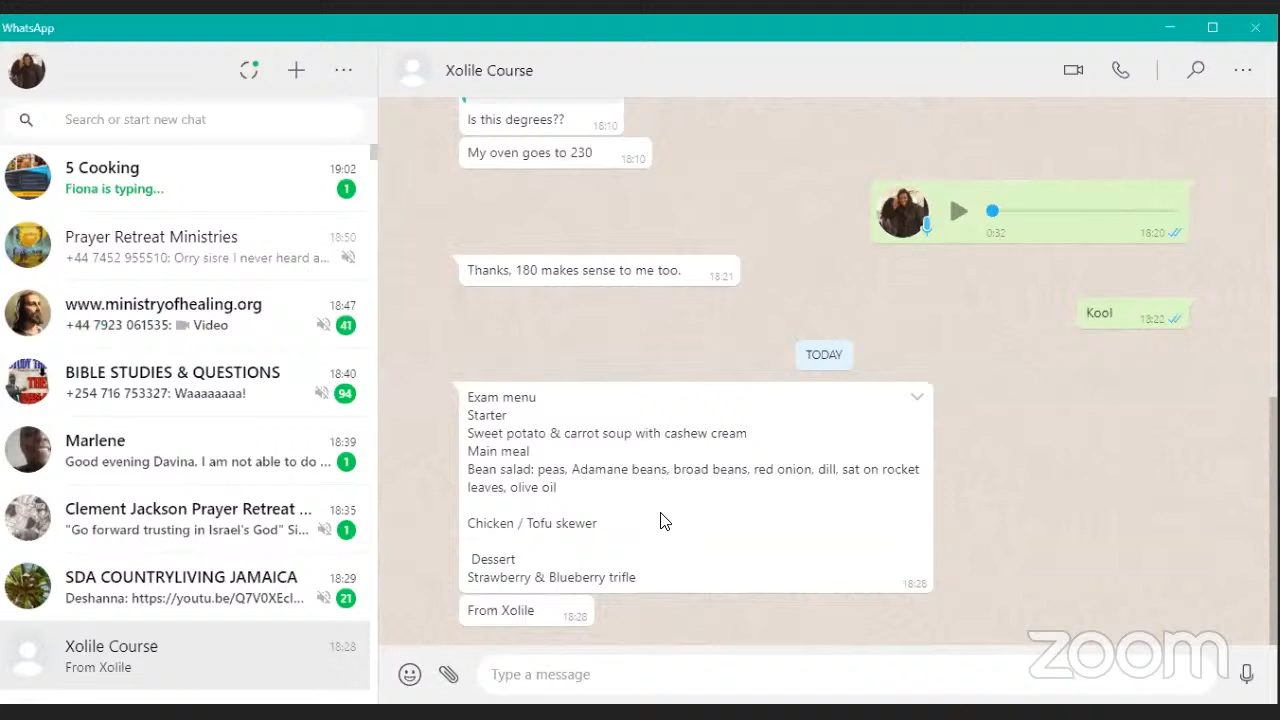 WhatsApp
Xolile Course
Search or start new chat
5 Cooking
19:02
Fiona is typing...
1
Prayer Retreat Ministries
18:50
+44 7452 955510: Orry sisre I never heard a...
www.ministryofhealing.org
18:47
+44 7923 061535: Video
41
BIBLE STUDIES & QUESTIONS
18:40
+254 716 753327: Waaaaaaa!
94
Marlene
18:39
Good evening Davina. I am not able to do ...
1
Clement Jackson Prayer Retreat ...
18:35
"Go forward trusting in Israel's God" Si...
1
SDA COUNTRYLIVING JAMAICA
18:29
Deshanna: https://youtu.be/Q7V0XEcl...
21
Xolile Course
18:28
From Xolile
Is this degrees??
18:10
My oven goes to 230
18:10
0:32
18:20
Thanks, 180 makes sense to me too.
18:21
Kool
18:22
TODAY
Exam menu
Starter
Sweet potato & carrot soup with cashew cream
Main meal
Bean salad: peas, Adamane beans, broad beans, red onion, dill, sat on rocket
leaves, olive oil
Chicken / Tofu skewer
Dessert
Strawberry & Blueberry trifle
18:28
From Xolile
18:28
Type a message
zoom